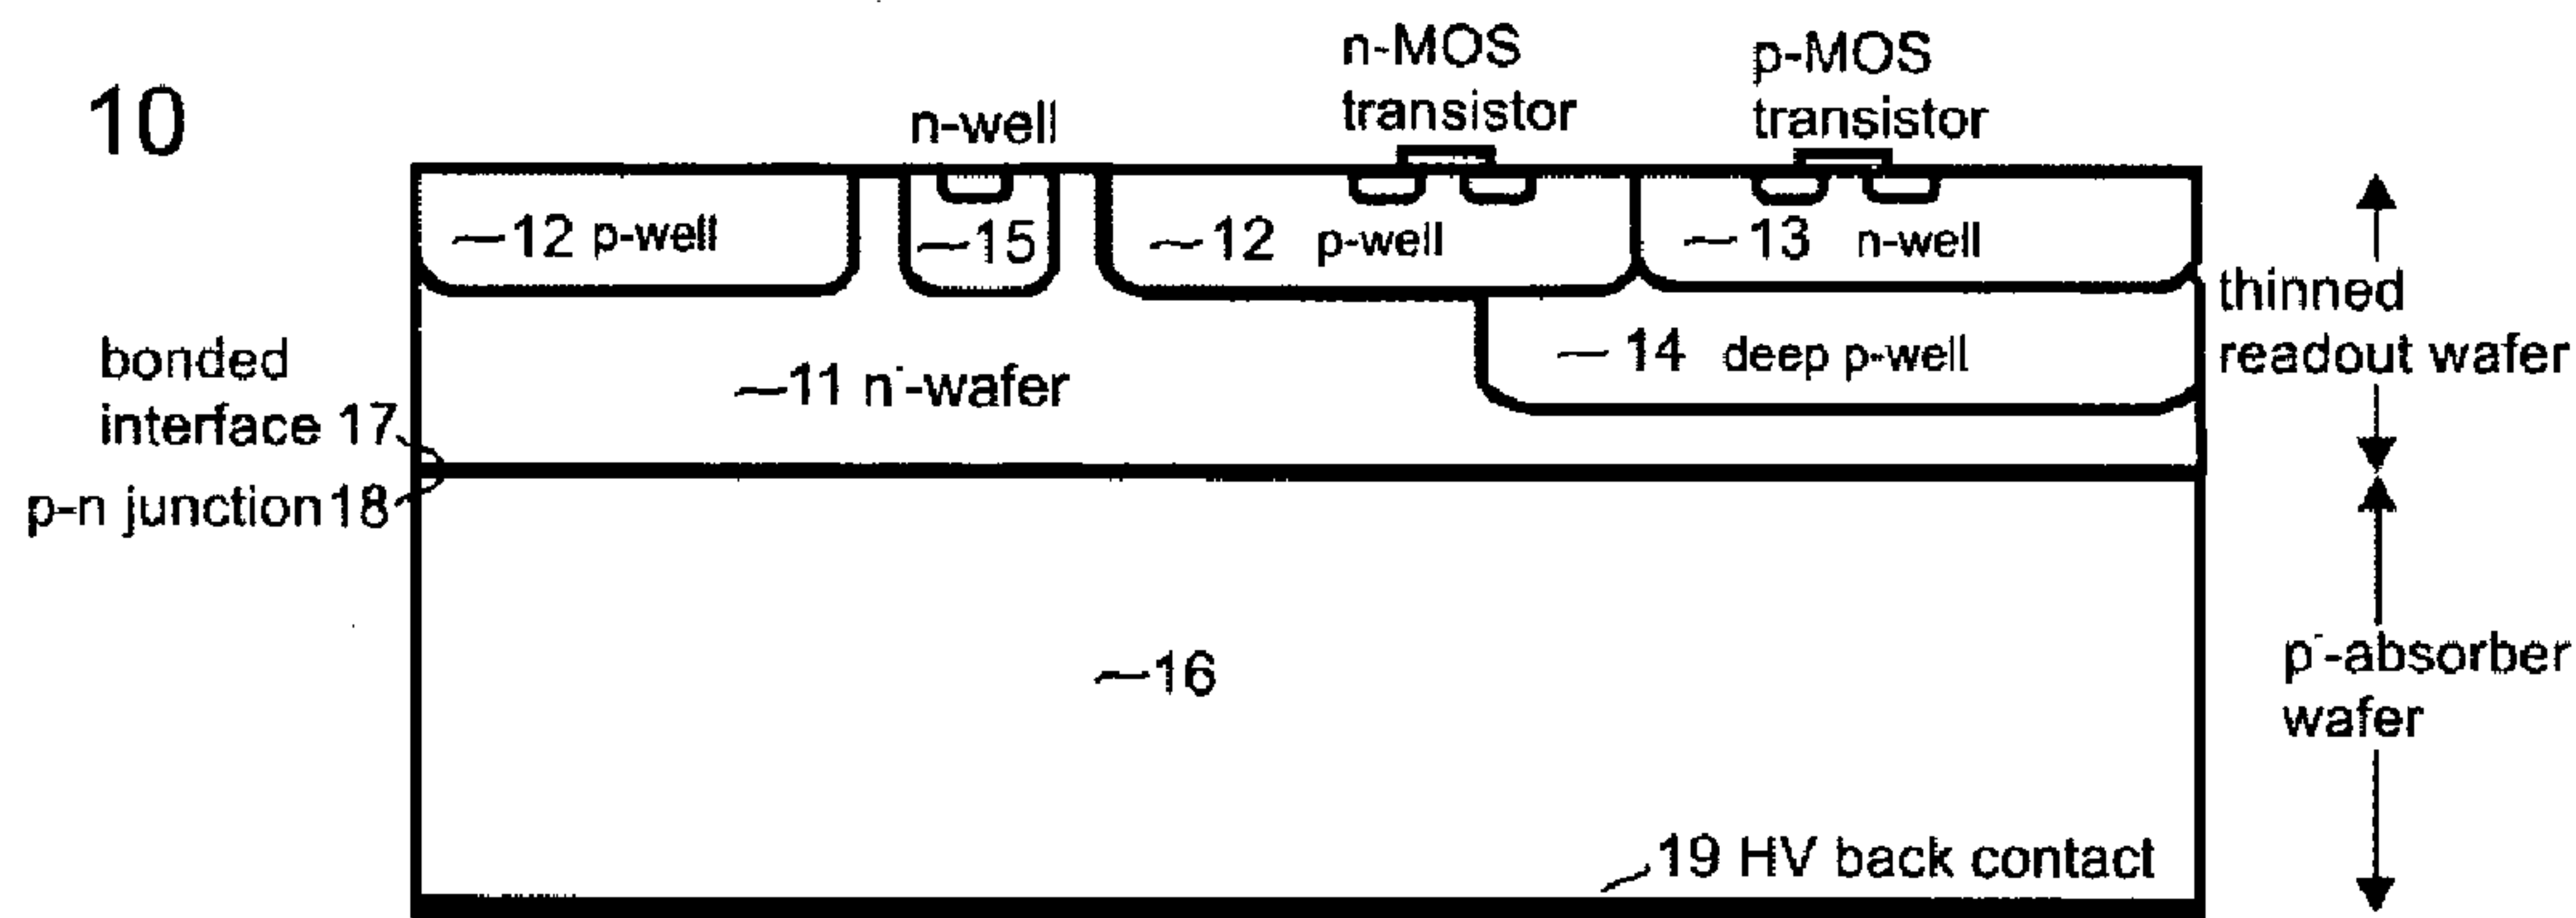 10
n-well
n-MOS
transistor
p-MOS
transistor
12 p-well
15
12 p-well
13 n-well
14 deep p-well
11 n⁻-wafer
thinned
readout wafer
bonded
interface 17
p-n junction 18
16
p⁻-absorber
wafer
19 HV back contact